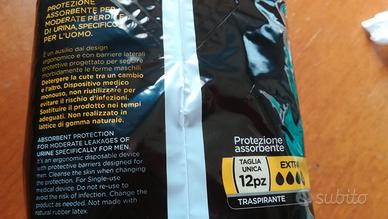 PROTEZIONE
ASSORBENTE PER
MODERATE PERDITE
DI URINA, SPECIFICO
PER L'UOMO.
È un ausilio dal design
ergonomico e con barriere laterali
protettive progettato per seguire
morbidamente le forme maschili.
Detergere la cute tra un cambio
e l'altro. Dispositivo medico
monouso, non riutilizzare per
evitare il rischio d'infezioni.
Sostituire il prodotto nei tempi
adeguati. Non realizzato in
lattice di gomma naturale.
ABSORBENT PROTECTION
FOR MODERATE LEAKAGES OF
URINE SPECIFICALLY FOR MEN.
It's an ergonomic disposable device
with protective barriers designed for
men. Cleanse the skin when changing
the protection. For Single-use
medical device. Do not re-use to
avoid the risk of infection. Change the
product as needed. Not made with
natural rubber latex.
Protezione
assorbente
TAGLIA
UNICA
12pz
EXTRA
TRASPIRANTE
subito